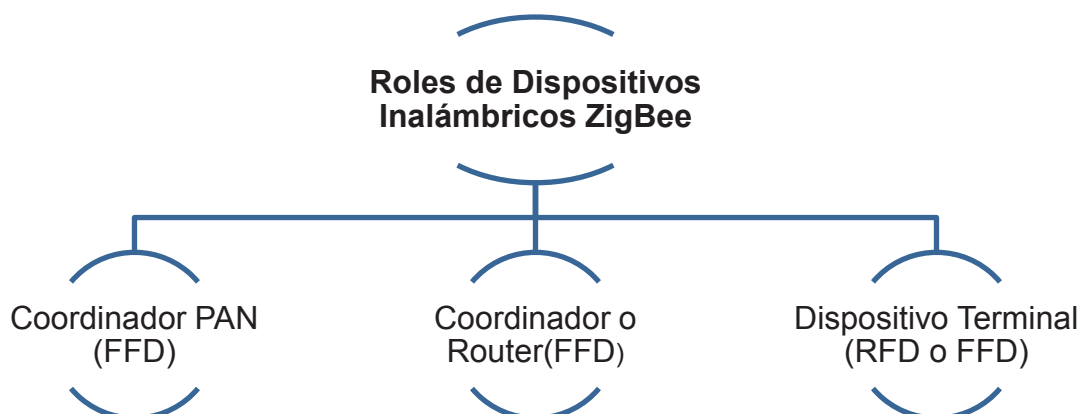 Roles de Dispositivos
Inalámbricos ZigBee
Coordinador PAN
(FFD)
Coordinador o
Router(FFD)
Dispositivo Terminal
(RFD o FFD)